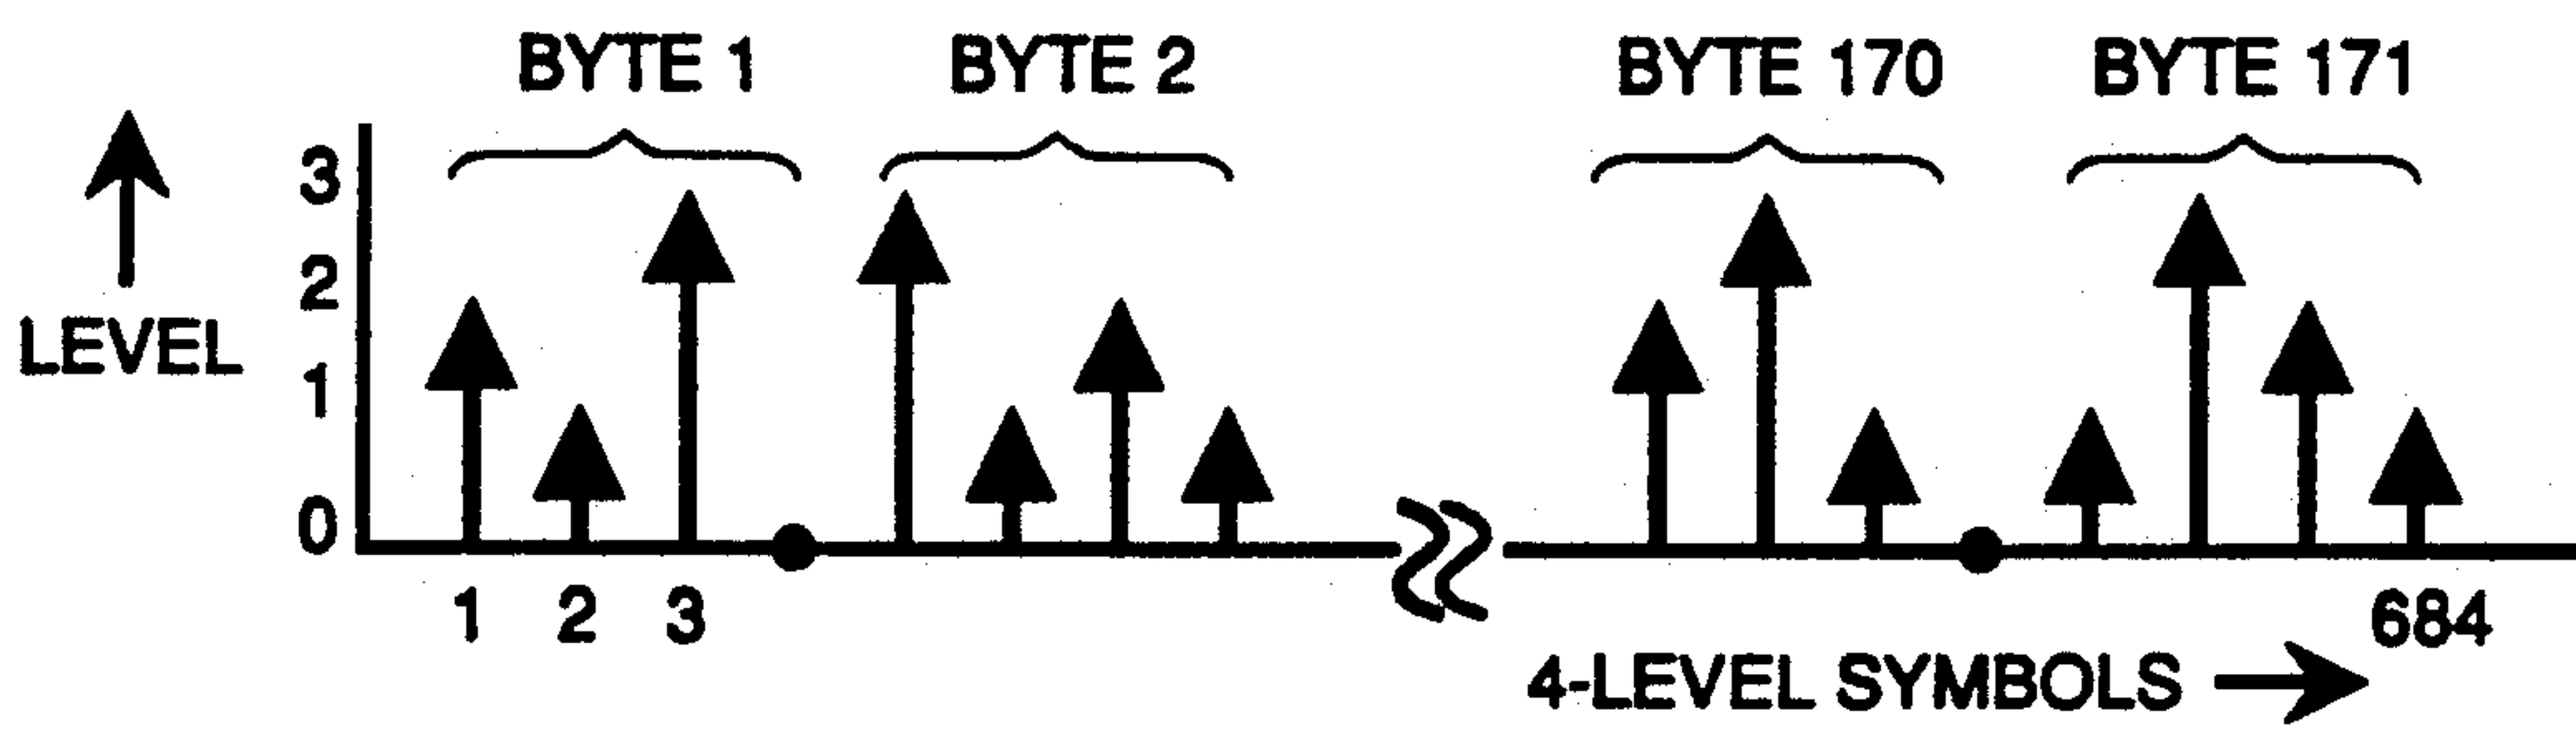 BYTE 1 BYTE 2 BYTE 170 BYTE 171
3
2
LEVEL
1
0
1 2 3 684
4-LEVEL SYMBOLS